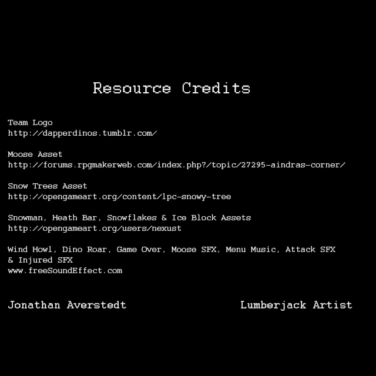 Resource Credits
Team Logo
http://dapperdinos.tumblr.com/
Moose Asset
http://forums.rpgmakerweb.com/index.php?/topic/27295-aindras-corner/
Snow Trees Asset
http://opengameart.org/content/lpc-snowy-tree
Snowman, Heath Bar, Snowflakes & Ice Block Assets
http://opengameart.org/users/nexust
Wind Howl, Dino Roar, Game Over, Moose SFX, Menu Music, Attack SFX
& Injured SFX
www.freeSoundEffect.com
Jonathan Averstedt Lumberjack Artist